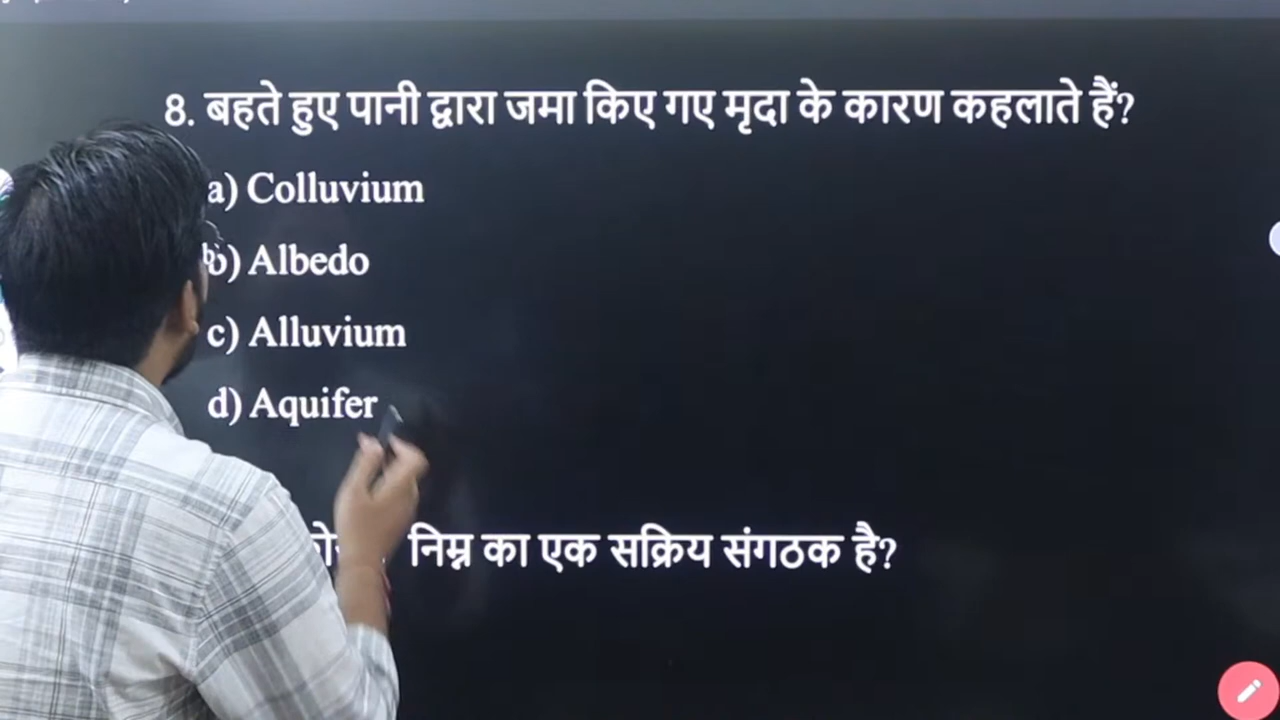 8. बहते हुए पानी द्वारा जमा किए गए मृदा के कारण कहलाते हैं?
a) Colluvium
b) Albedo
c) Alluvium
d) Aquifer
निम्न का एक सक्रिय संगठक है?